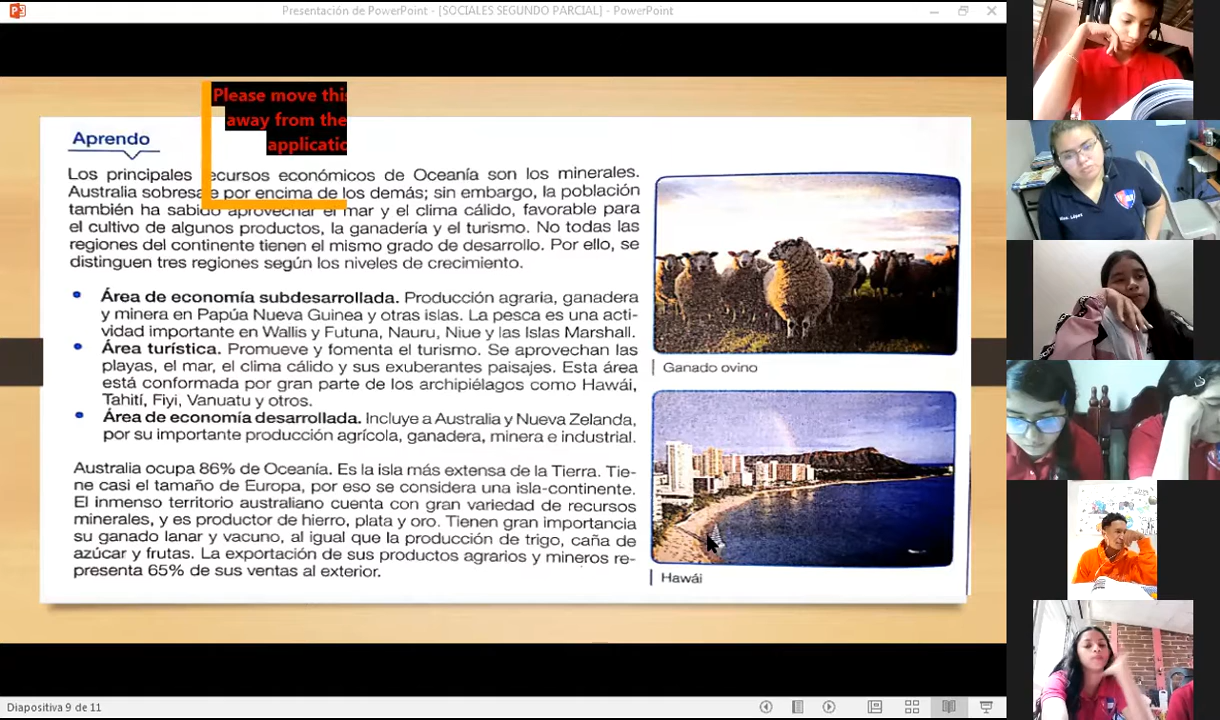 Presentación de PowerPoint - [SOCIALES SEGUNDO PARCIAL] - PowerPoint
Please move this
away from the
applicatio
Aprendo
Los principales recursos económicos de Oceanía son los minerales.
Australia sobresale por encima de los demás; sin embargo, la población
también ha sabido aprovechar el mar y el clima cálido, favorable para
el cultivo de algunos productos, la ganadería y el turismo. No todas las
regiones del continente tienen el mismo grado de desarrollo. Por ello, se
distinguen tres regiones según los niveles de crecimiento.
• Área de economía subdesarrollada. Producción agraria, ganadera
y minera en Papúa Nueva Guinea y otras islas. La pesca es una acti-
vidad importante en Wallis y Futuna, Nauru, Niue y las Islas Marshall.
• Área turística. Promueve y fomenta el turismo. Se aprovechan las
playas, el mar, el clima cálido y sus exuberantes paisajes. Esta área
está conformada por gran parte de los archipiélagos como Hawái,
Tahití, Fiyi, Vanuatu y otros.
• Área de economía desarrollada. Incluye a Australia y Nueva Zelanda,
por su importante producción agrícola, ganadera, minera e industrial.
Australia ocupa 86% de Oceanía. Es la isla más extensa de la Tierra. Tie-
ne casi el tamaño de Europa, por eso se considera una isla-continente.
El inmenso territorio australiano cuenta con gran variedad de recursos
minerales, y es productor de hierro, plata y oro. Tienen gran importancia
su ganado lanar y vacuno, al igual que la producción de trigo, caña de
azúcar y frutas. La exportación de sus productos agrarios y mineros re-
presenta 65% de sus ventas al exterior.
Ganado ovino
Hawái
Diapositiva 9 de 11